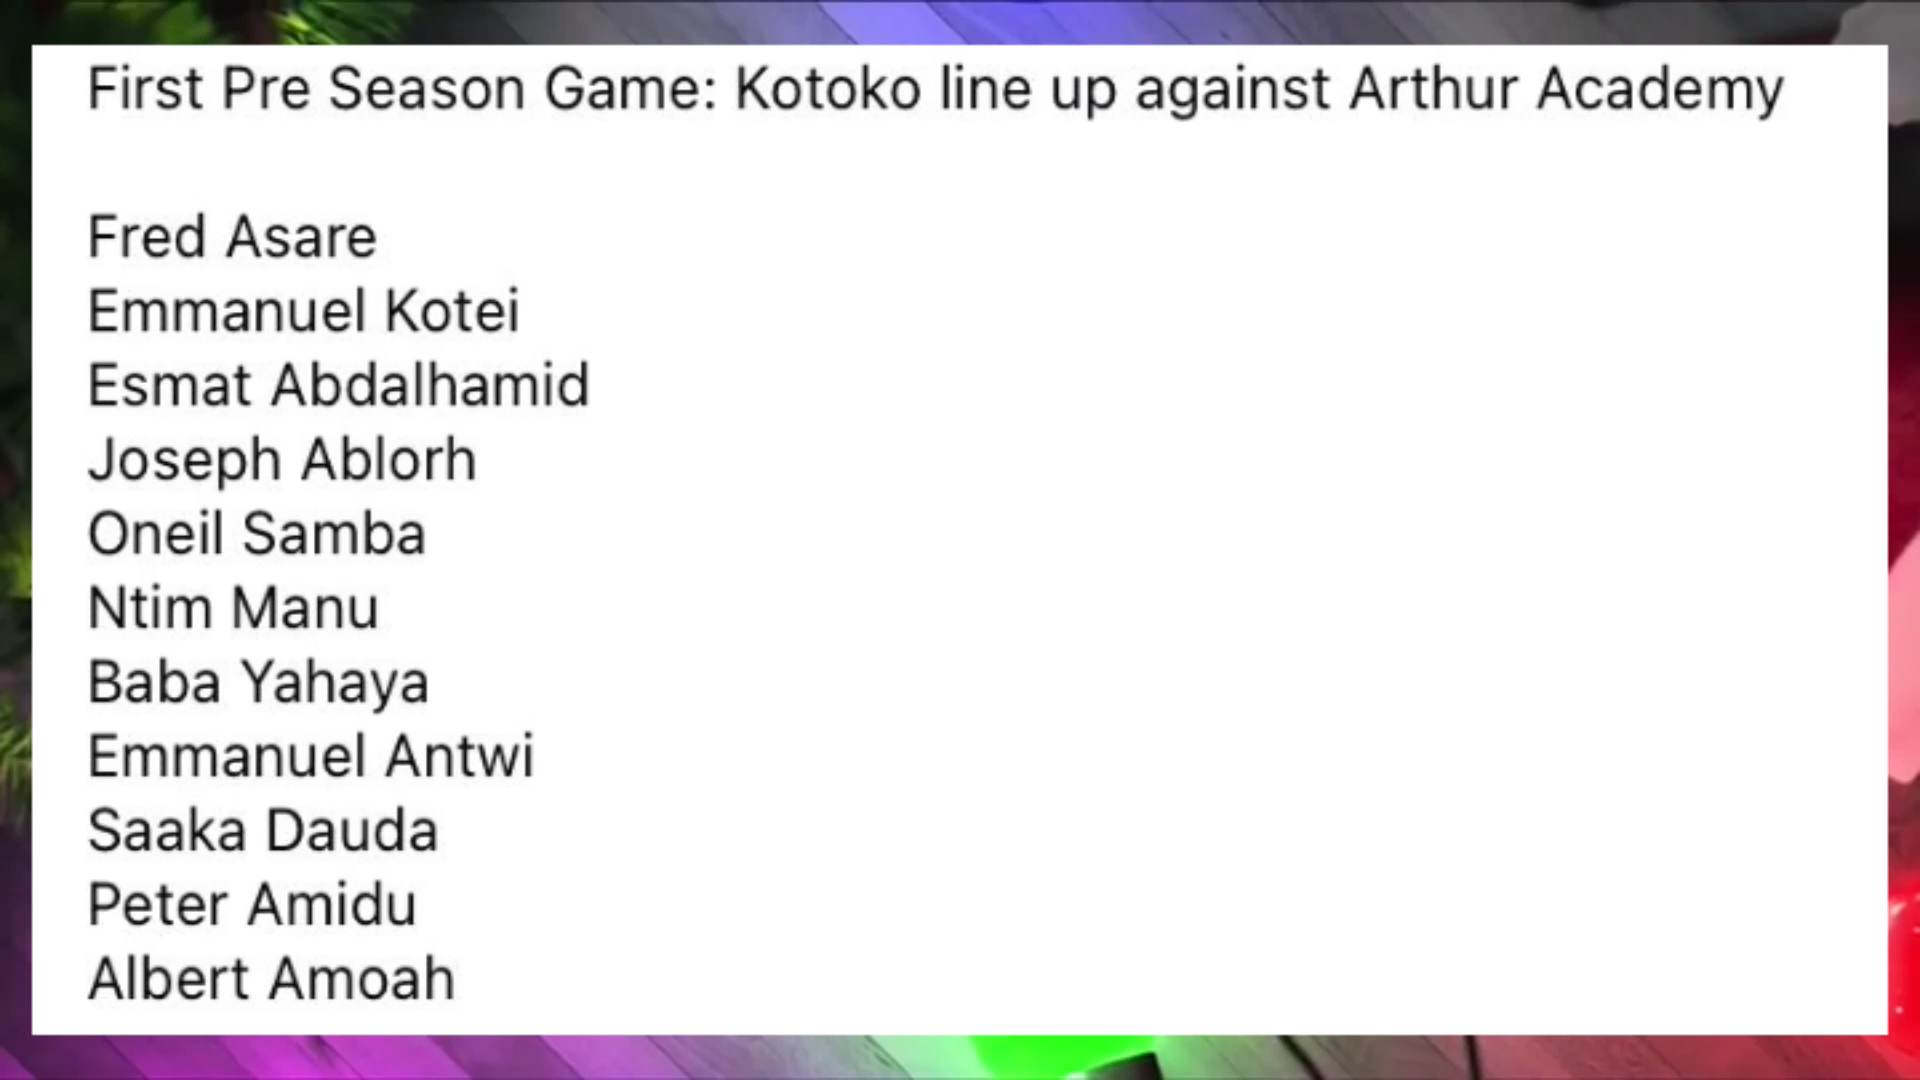 First Pre Season Game: Kotoko line up against Arthur Academy
Fred Asare
Emmanuel Kotei
Esmat Abdalhamid
Joseph Ablorh
Oneil Samba
Ntim Manu
Baba Yahaya
Emmanuel Antwi
Saaka Dauda
Peter Amidu
Albert Amoah